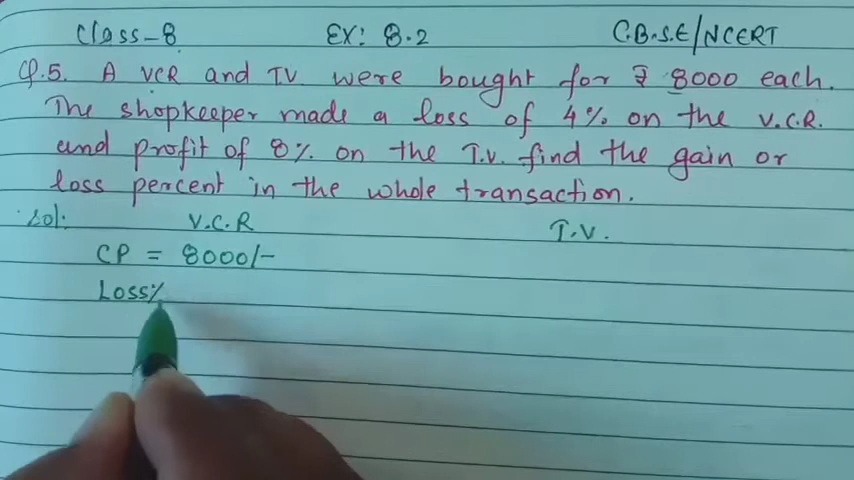 Class-8 EX: 8.2 C.B.S.E/NCERT
Q.5. A VCR and TV were bought for ₹ 8000 each.
The shopkeeper made a loss of 4% on the V.C.R.
and profit of 8% on the T.V. find the gain or
loss percent in the whole transaction.
Sol: V.C.R T.V.
CP = 8000/-
Loss%